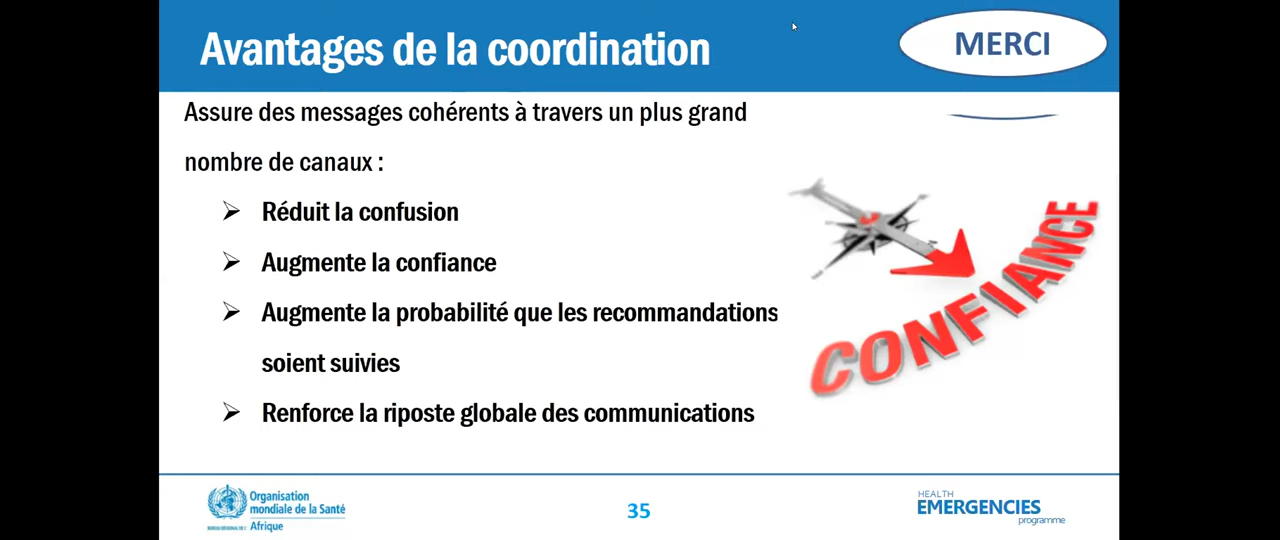 Avantages de la coordination
MERCI
Assure des messages cohérents à travers un plus grand
nombre de canaux :
Réduit la confusion
Augmente la confiance
Augmente la probabilité que les recommandations
soient suivies
Renforce la riposte globale des communications
CONFIANCE
Organisation
mondiale de la Santé
Afrique
35
HEALTH
EMERGENCIES
programme